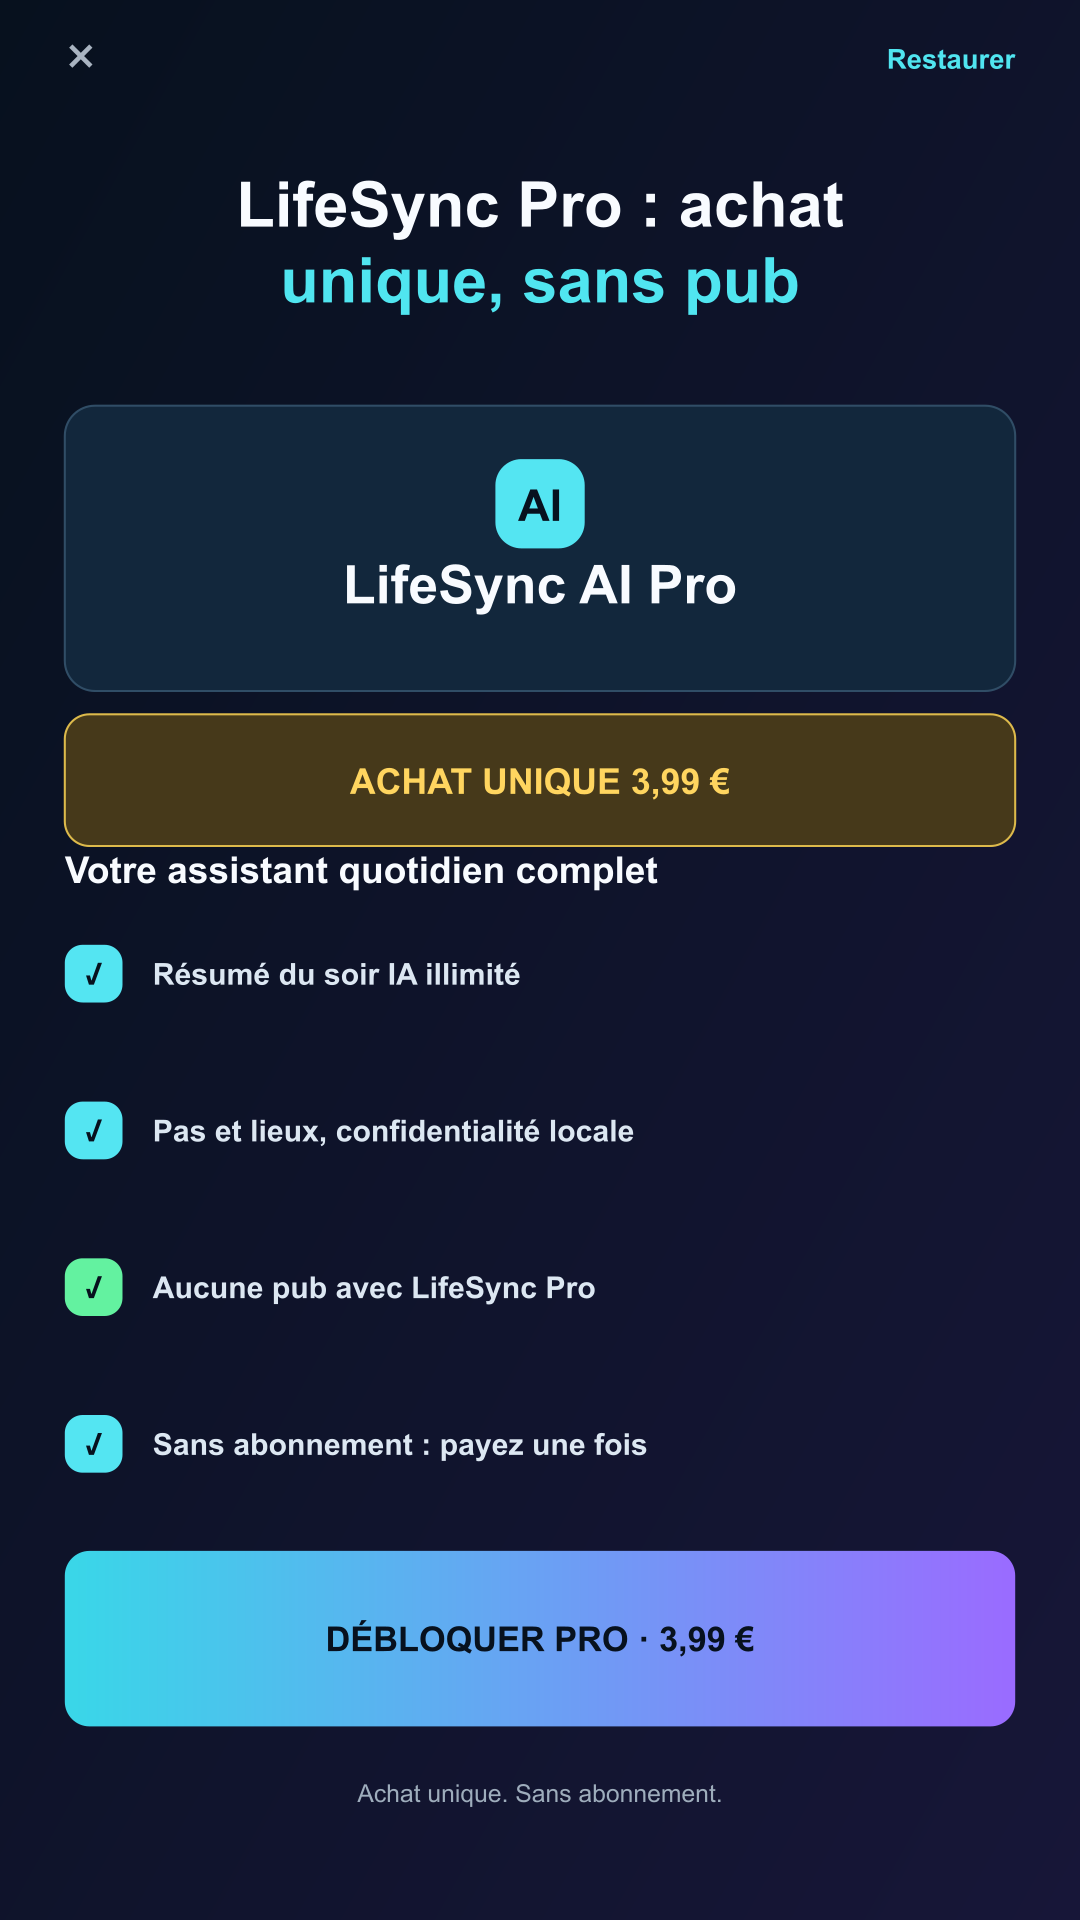 ✕
Restaurer
LifeSync Pro : achat
unique, sans pub
AI
LifeSync AI Pro
ACHAT UNIQUE 3,99 €
Votre assistant quotidien complet
✓ Résumé du soir IA illimité
✓ Pas et lieux, confidentialité locale
✓ Aucune pub avec LifeSync Pro
✓ Sans abonnement : payez une fois
DÉBLOQUER PRO · 3,99 €
Achat unique. Sans abonnement.